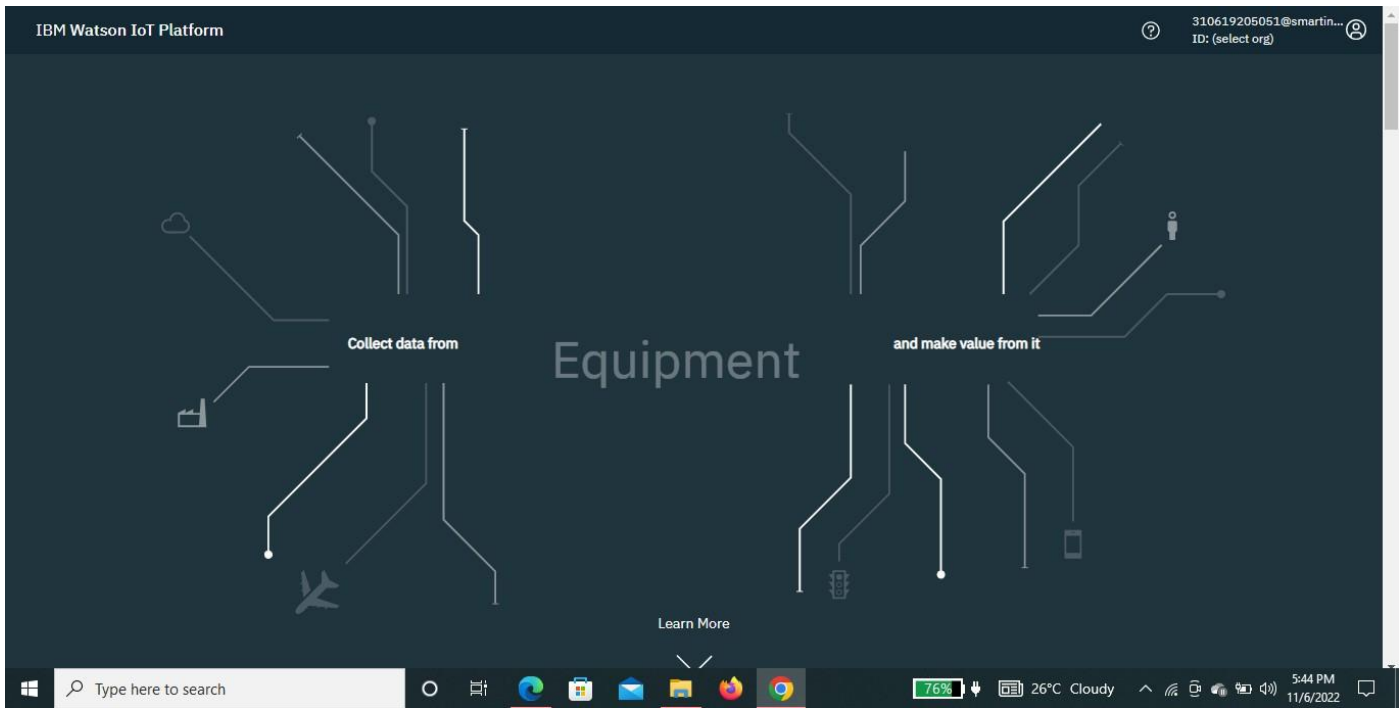 IBM Watson IoT Platform
310619205051@smartin...
ID: (select org)
Collect data from
Equipment
and make value from it
Learn More
Type here to search
76%
26°C Cloudy
5:44 PM
11/6/2022